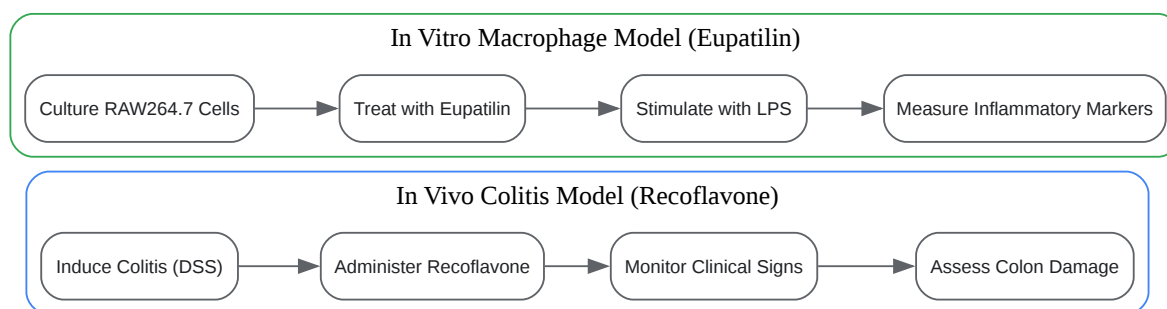 In Vitro Macrophage Model (Eupatilin)
Culture RAW264.7 Cells
Treat with Eupatilin
Stimulate with LPS
Measure Inflammatory Markers
In Vivo Colitis Model (Recoflavone)
Induce Colitis (DSS)
Administer Recoflavone
Monitor Clinical Signs
Assess Colon Damage